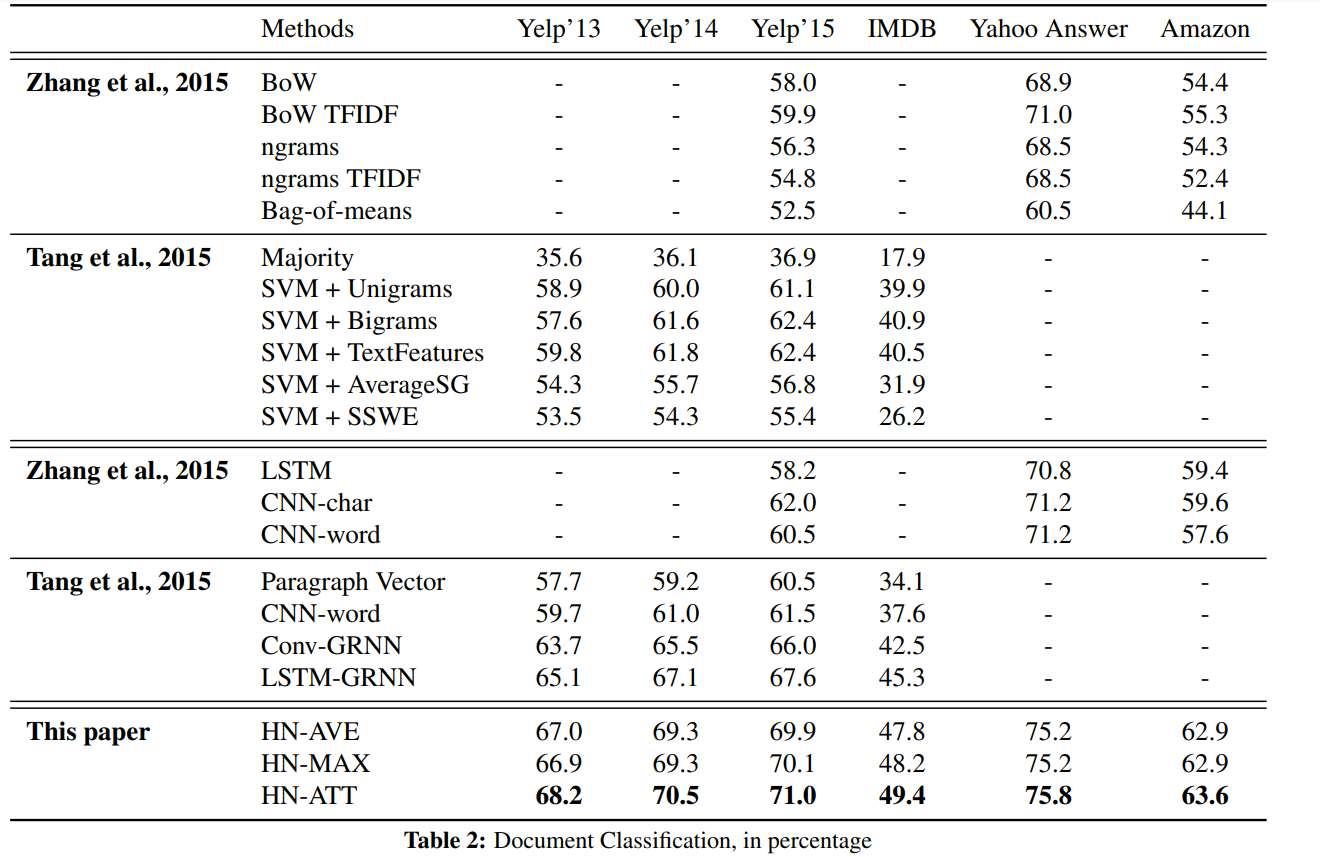 Methods Yelp’13 Yelp’14 Yelp’15 IMDB Yahoo Answer Amazon
Zhang et al., 2015 BoW - - 58.0 - 68.9 54.4
BoW TFIDF - - 59.9 - 71.0 55.3
ngrams - - 56.3 - 68.5 54.3
ngrams TFIDF - - 54.8 - 68.5 52.4
Bag-of-means - - 52.5 - 60.5 44.1
Tang et al., 2015 Majority 35.6 36.1 36.9 17.9 - -
SVM + Unigrams 58.9 60.0 61.1 39.9 - -
SVM + Bigrams 57.6 61.6 62.4 40.9 - -
SVM + TextFeatures 59.8 61.8 62.4 40.5 - -
SVM + AverageSG 54.3 55.7 56.8 31.9 - -
SVM + SSWE 53.5 54.3 55.4 26.2 - -
Zhang et al., 2015 LSTM - - 58.2 - 70.8 59.4
CNN-char - - 62.0 - 71.2 59.6
CNN-word - - 60.5 - 71.2 57.6
Tang et al., 2015 Paragraph Vector 57.7 59.2 60.5 34.1 - -
CNN-word 59.7 61.0 61.5 37.6 - -
Conv-GRNN 63.7 65.5 66.0 42.5 - -
LSTM-GRNN 65.1 67.1 67.6 45.3 - -
This paper HN-AVE 67.0 69.3 69.9 47.8 75.2 62.9
HN-MAX 66.9 69.3 70.1 48.2 75.2 62.9
HN-ATT 68.2 70.5 71.0 49.4 75.8 63.6
Table 2: Document Classification, in percentage